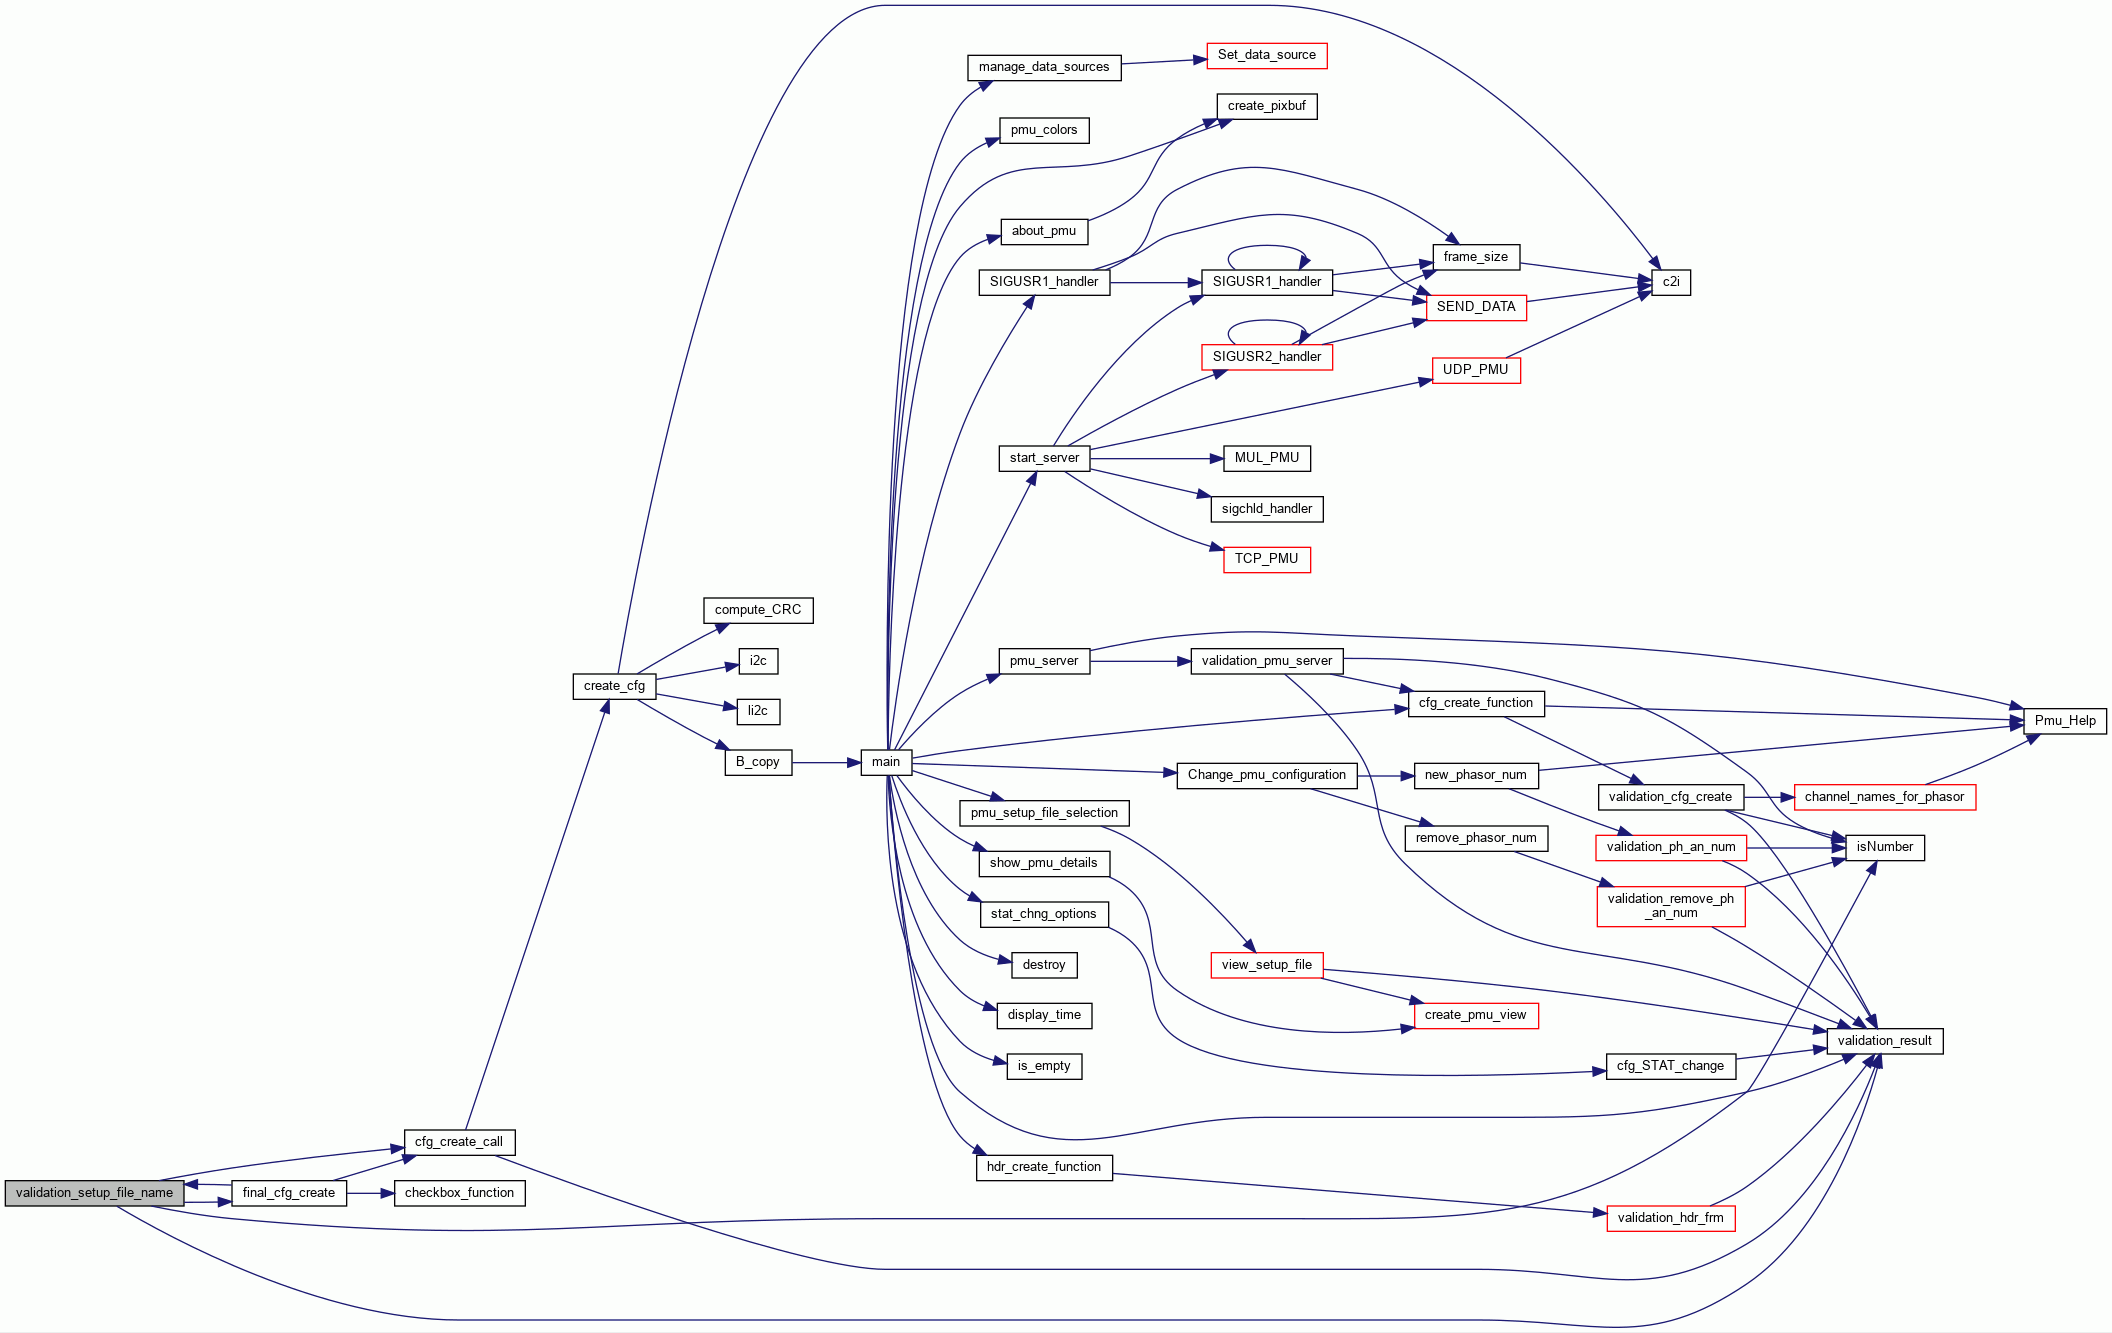 Set_data_source
manage_data_sources
create_pixbuf
pmu_colors
about_pmu
frame_size
SIGUSR1_handler
SIGUSR1_handler
c2i
SEND_DATA
SIGUSR2_handler
UDP_PMU
start_server
MUL_PMU
sigchld_handler
TCP_PMU
compute_CRC
pmu_server
validation_pmu_server
i2c
create_cfg
cfg_create_function
li2c
Pmu_Help
B_copy
main
Change_pmu_configuration
new_phasor_num
validation_cfg_create
channel_names_for_phasor
pmu_setup_file_selection
remove_phasor_num
validation_ph_an_num
isNumber
show_pmu_details
validation_remove_ph
_an_num
stat_chng_options
destroy
view_setup_file
display_time
create_pmu_view
validation_result
is_empty
cfg_STAT_change
cfg_create_call
hdr_create_function
validation_setup_file_name
final_cfg_create
checkbox_function
validation_hdr_frm